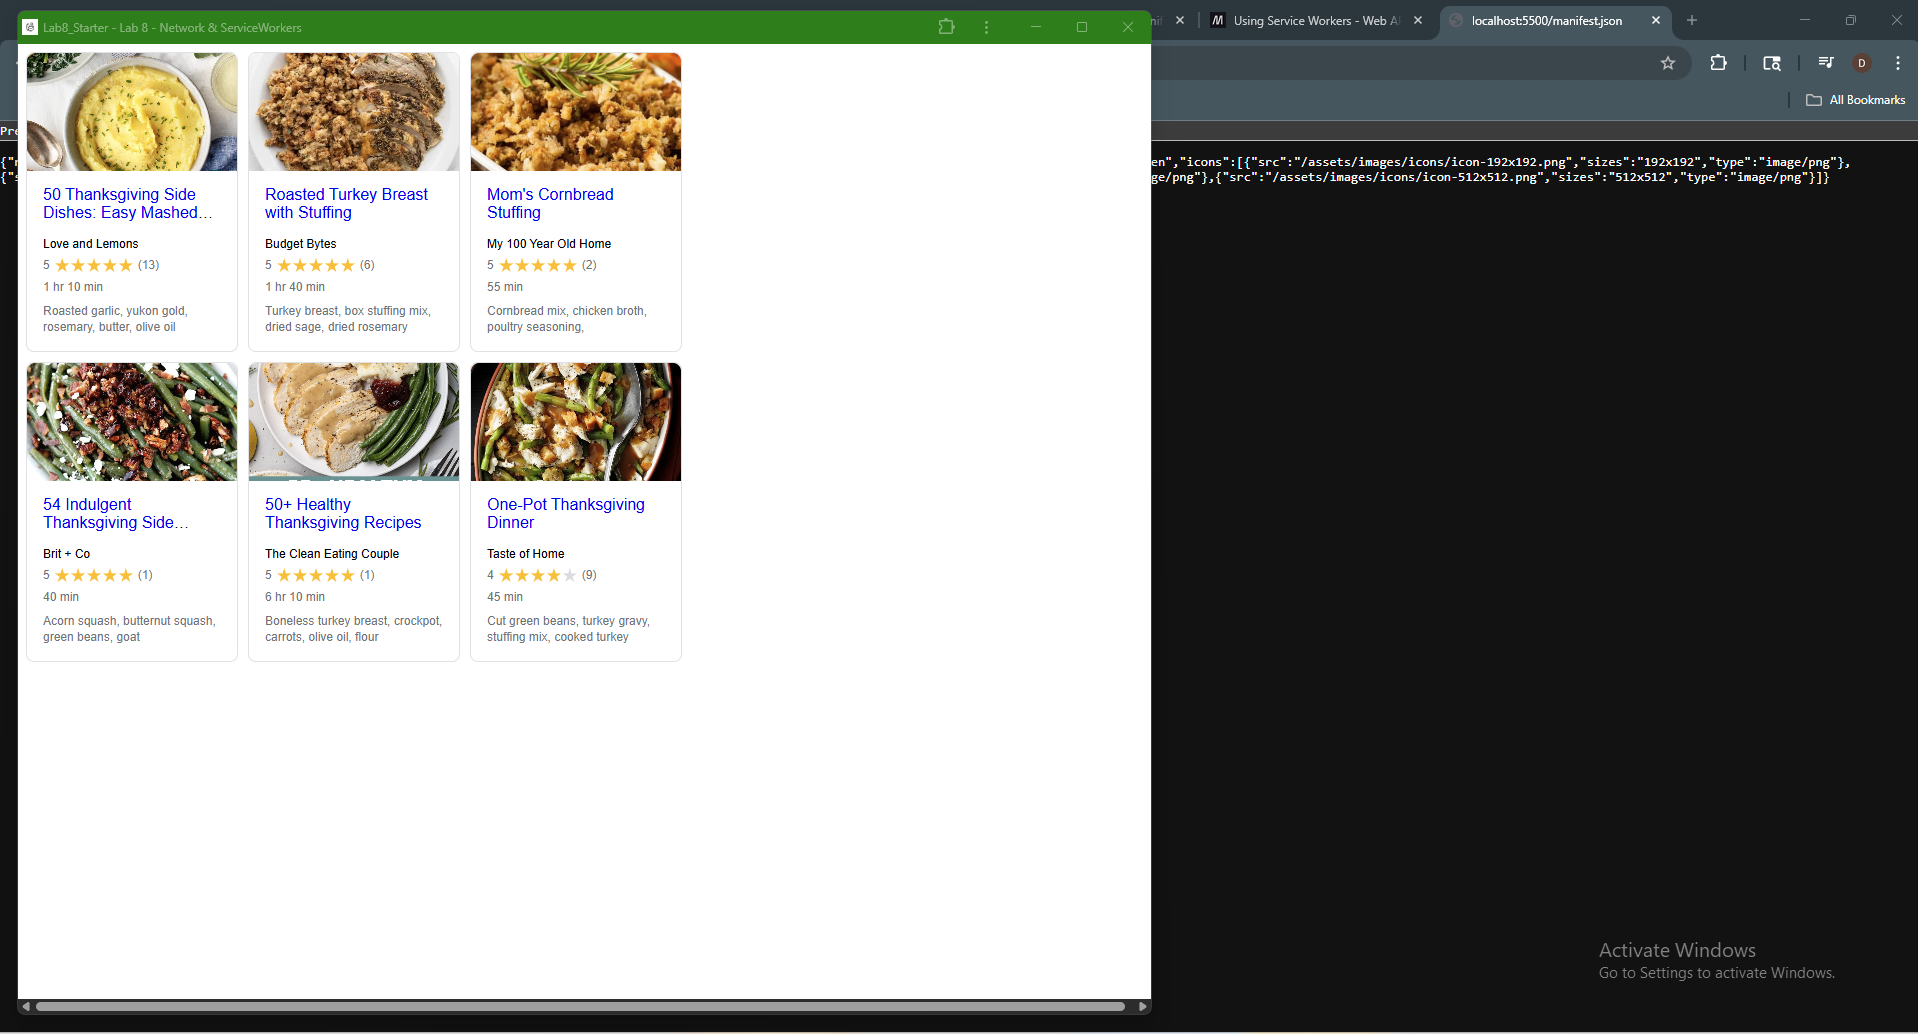 Lab8_Starter - Lab 8 - Network & ServiceWorkers
Using Service Workers - Web
localhost:5500/manifest.json
D
All Bookmarks
{"
en","icons":[{"src":"/assets/images/icons/icon-192x192.png","sizes":"192x192","type":"image/png"},
{"
ge/png"},{"src":"/assets/images/icons/icon-512x512.png","sizes":"512x512","type":"image/png"}]}
50 Thanksgiving Side
Dishes: Easy Mashed…
Love and Lemons
5 ★★★★★ (13)
1 hr 10 min
Roasted garlic, yukon gold,
rosemary, butter, olive oil
Roasted Turkey Breast
with Stuffing
Budget Bytes
5 ★★★★★ (6)
1 hr 40 min
Turkey breast, box stuffing mix,
dried sage, dried rosemary
Mom's Cornbread
Stuffing
My 100 Year Old Home
5 ★★★★★ (2)
55 min
Cornbread mix, chicken broth,
poultry seasoning,
54 Indulgent
Thanksgiving Side…
Brit + Co
5 ★★★★★ (1)
40 min
Acorn squash, butternut squash,
green beans, goat
50+ Healthy
Thanksgiving Recipes
The Clean Eating Couple
5 ★★★★★ (1)
6 hr 10 min
Boneless turkey breast, crockpot,
carrots, olive oil, flour
One-Pot Thanksgiving
Dinner
Taste of Home
4 ★★★★★ (9)
45 min
Cut green beans, turkey gravy,
stuffing mix, cooked turkey
Activate Windows
Go to Settings to activate Windows.